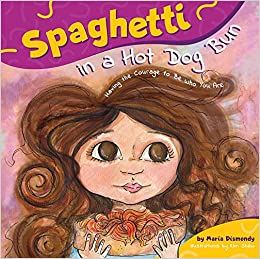 Spaghetti
in a Hot Dog Bun
Having the Courage to Be Who You Are
by Maria Dismondy
Illustrations by Kim Shaw